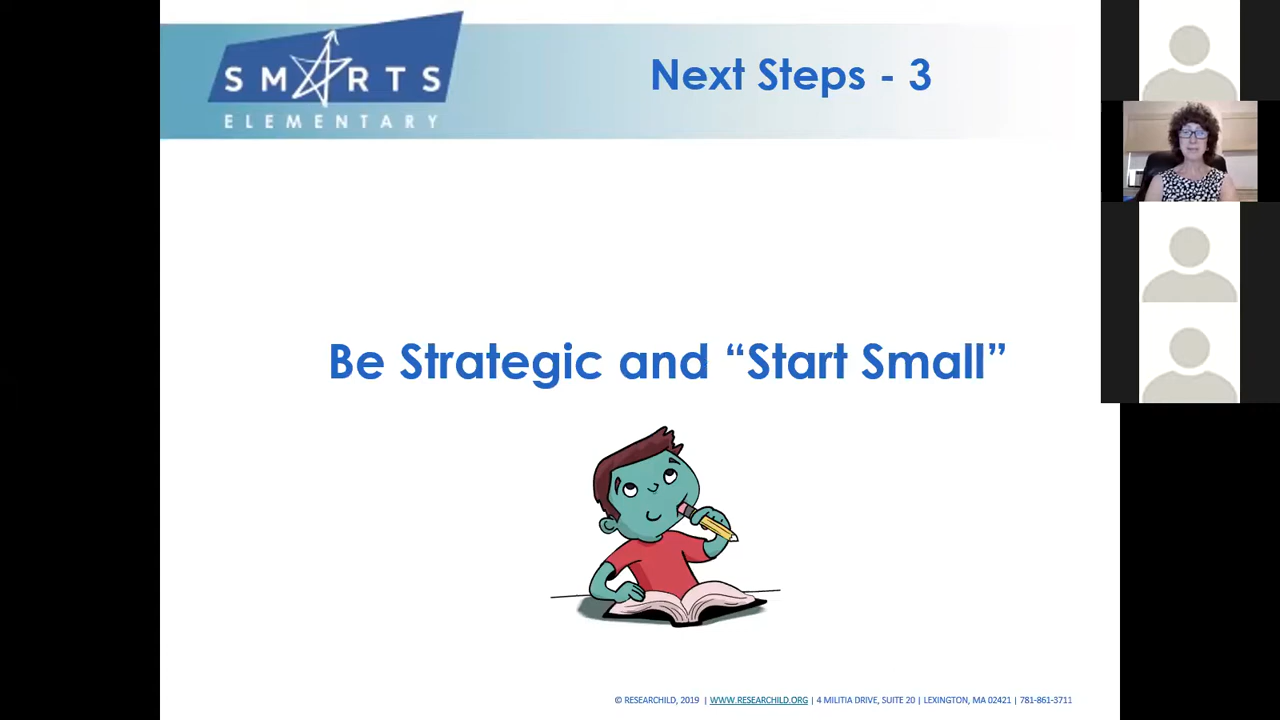 SMARTS
ELEMENTARY
Next Steps - 3
Be Strategic and “Start Small”
© RESEARCHILD, 2019 | WWW.RESEARCHILD.ORG | 4 MILITIA DRIVE, SUITE 20 | LEXINGTON, MA 02421 | 781-861-3711